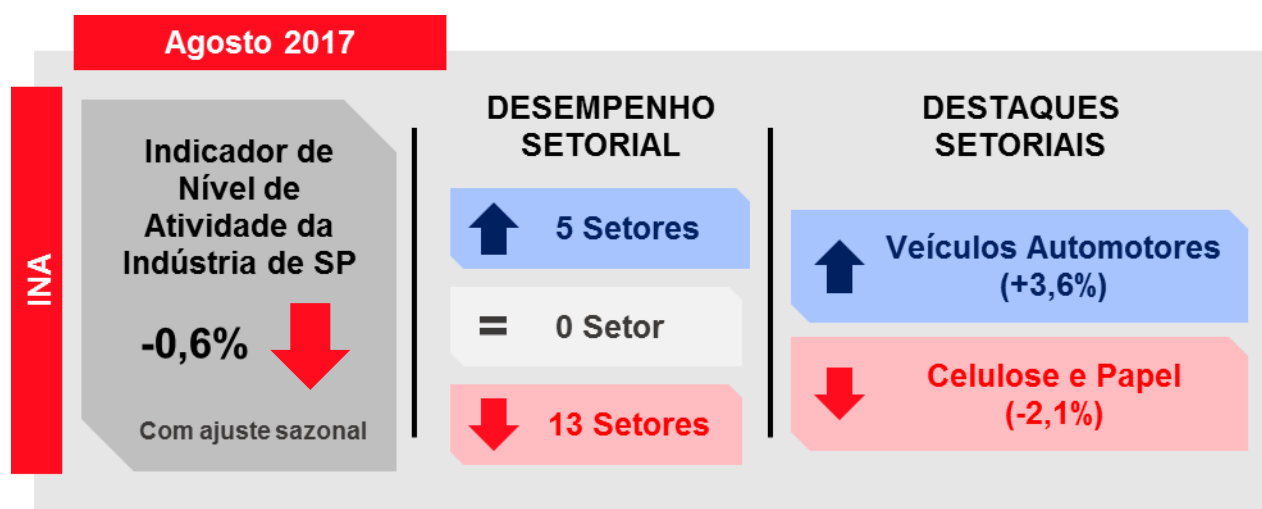 Agosto 2017
INA
Indicador de
Nível de
Atividade da
Indústria de SP
-0,6%
Com ajuste sazonal
DESEMPENHO
SETORIAL
5 Setores
= 0 Setor
13 Setores
DESTAQUES
SETORIAIS
Veículos Automotores
(+3,6%)
Celulose e Papel
(-2,1%)